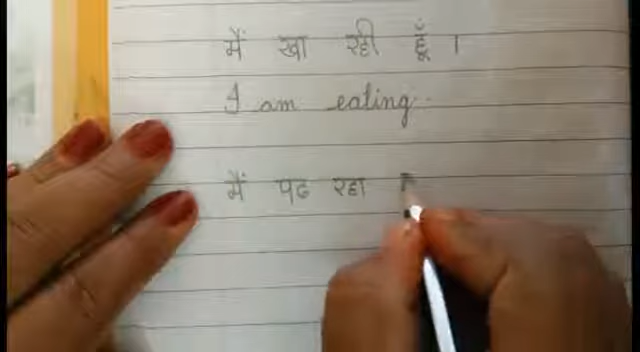 मैं खा रही हूँ ।
I am eating.
मैं पढ रहा